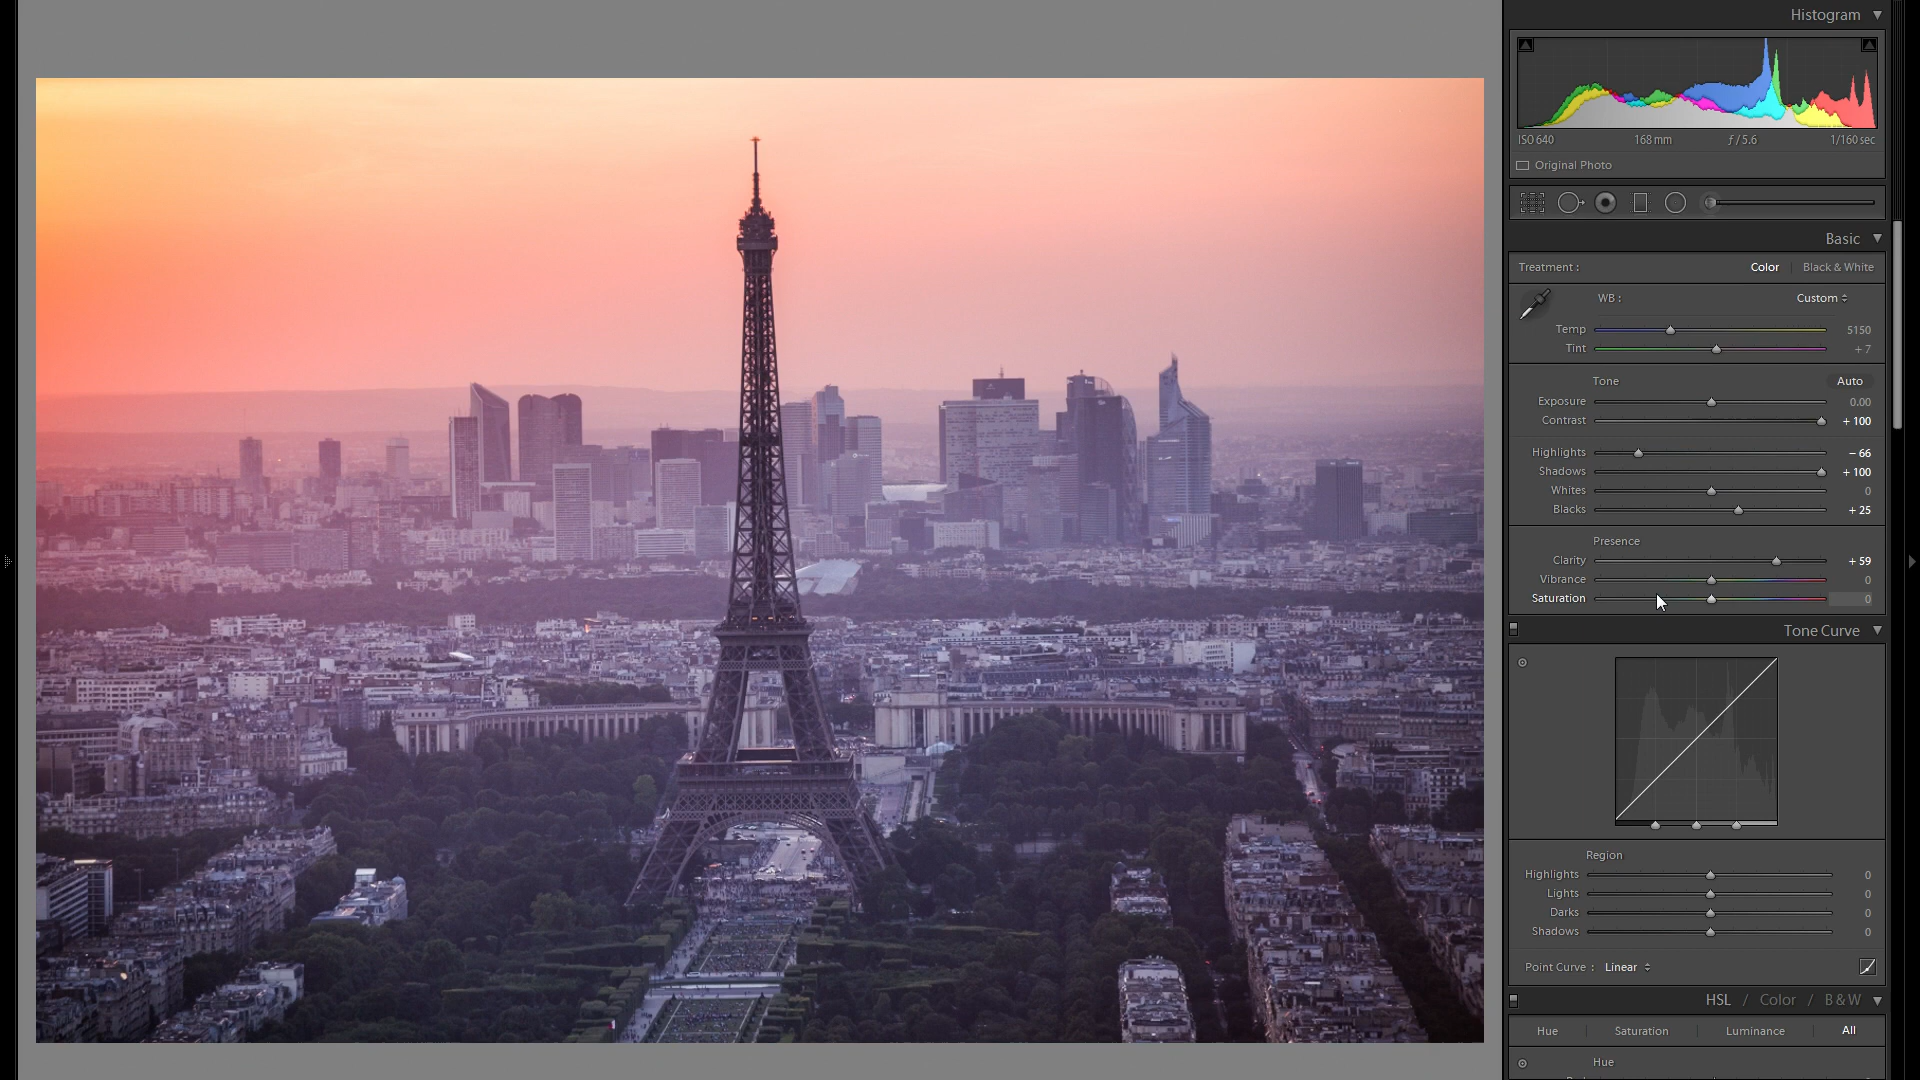 Histogram
ISO 640 168 mm ƒ / 5.6 1/160 sec
Original Photo
Basic
Treatment : Color Black & White
WB : Custom
Temp 5150
Tint + 7
Tone Auto
Exposure 0.00
Contrast + 100
Highlights – 66
Shadows + 100
Whites 0
Blacks + 25
Presence
Clarity + 59
Vibrance 0
Saturation 0
Tone Curve
Region
Highlights 0
Lights 0
Darks 0
Shadows 0
Point Curve : Linear
HSL / Color / B & W
Hue Saturation Luminance All
Hue